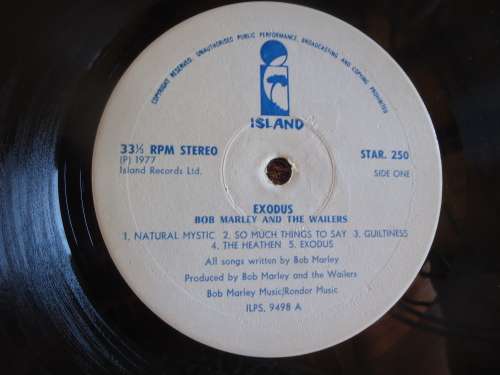 COPYRIGHT RESERVED, UNAUTHORISED PUBLIC PERFORMANCE, BROADCASTING AND COPYING PROHIBITED
ISLAND
33⅓ RPM STEREO
(P) 1977
Island Records Ltd.
STAR. 250
SIDE ONE
EXODUS
BOB MARLEY AND THE WAILERS
1, NATURAL MYSTIC 2. SO MUCH THINGS TO SAY 3. GUILTINESS
4. THE HEATHEN 5. EXODUS
All songs written by Bob Marley
Produced by Bob Marley and the Wailers
Bob Marley Music/Rondor Music
ILPS. 9498 A